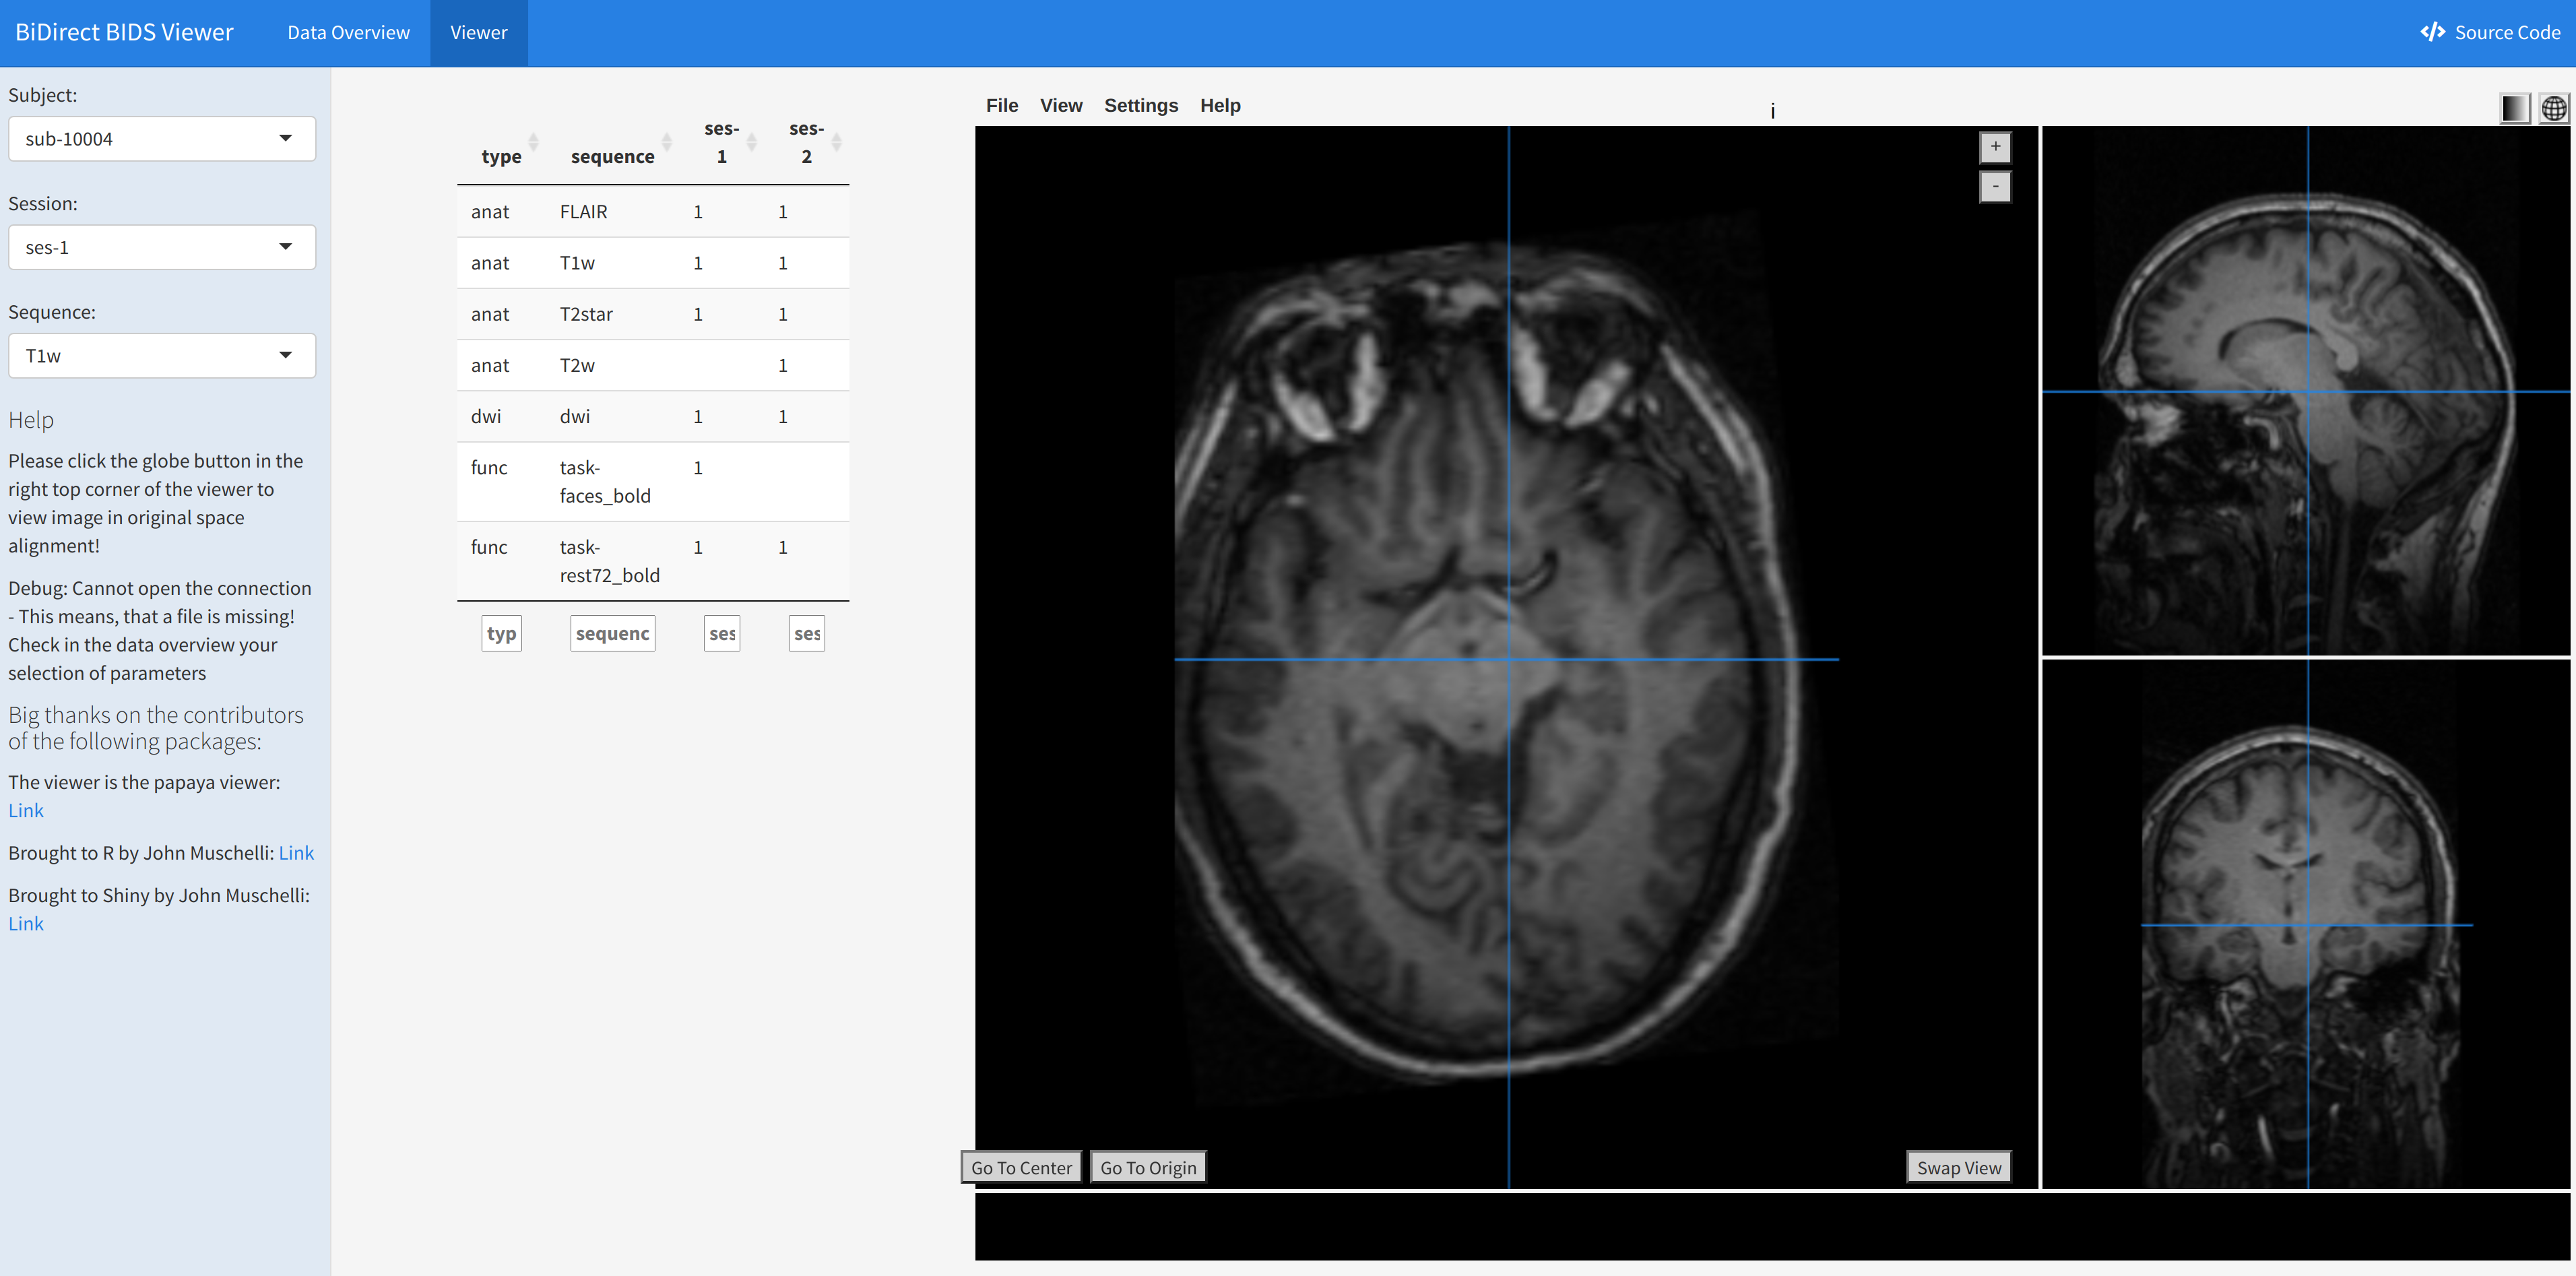 BiDirect BIDS Viewer
Data Overview
Viewer
Source Code
Subject:
sub-10004
Session:
ses-1
Sequence:
T1w
Help
Please click the globe button in the
right top corner of the viewer to
view image in original space
alignment!
Debug: Cannot open the connection
- This means, that a file is missing!
Check in the data overview your
selection of parameters
Big thanks on the contributors
of the following packages:
The viewer is the papaya viewer:
Link
Brought to R by John Muschelli: Link
Brought to Shiny by John Muschelli:
Link
type sequence ses-1 ses-2
anat FLAIR 1 1
anat T1w 1 1
anat T2star 1 1
anat T2w 1
dwi dwi 1 1
func task-faces_bold 1
func task-rest72_bold 1 1
typ sequenc ses ses
File View Settings Help
i
+
-
Go To Center
Go To Origin
Swap View